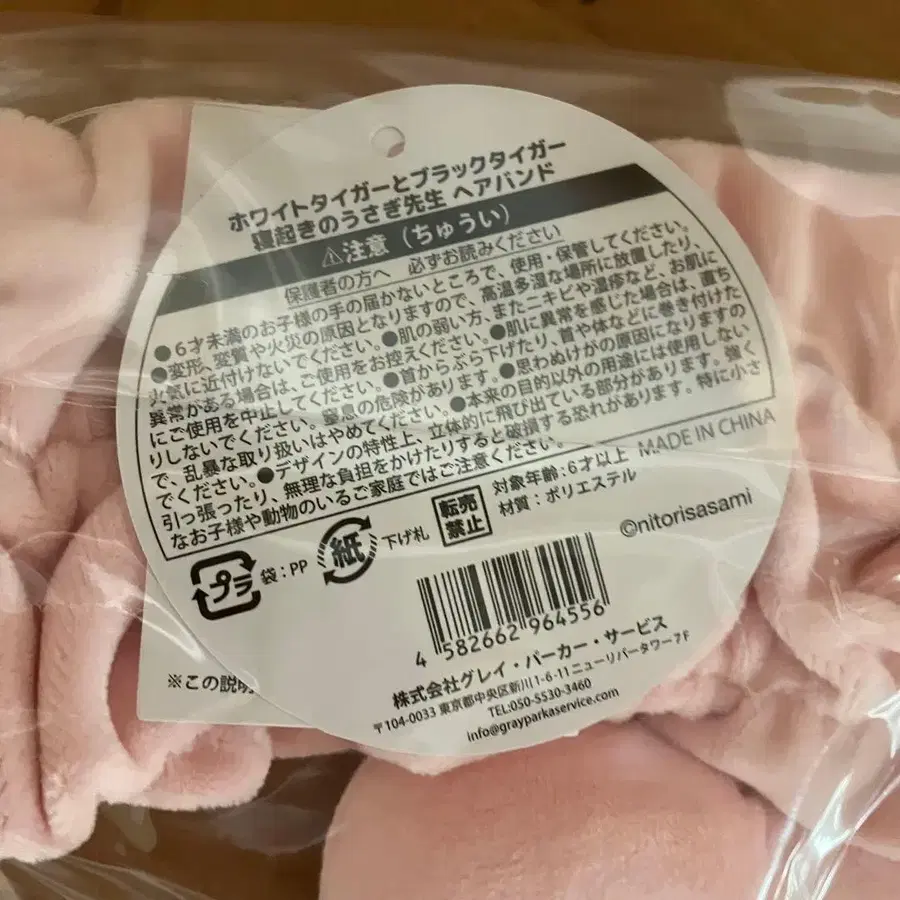 ホワイトタイガーとブラックタイガー
寝起きのうさぎ先生 ヘアバンド
⚠注意（ちゅうい）
保護者の方へ 必ずお読みください
●6才未満のお子様の手の届かないところで、使用・保管してください。
●変形、変質や火災の原因となりますので、高温多湿な場所に放置したり、
火気に近付けないでください。●肌の弱い方、またニキビや湿疹など、お肌に
異常がある場合は、ご使用をお控えください。●肌に異常を感じた場合は、直ち
にご使用を中止してください。●首からぶら下げたり、首や体などに巻き付けた
りしないでください。窒息の危険があります。●思わぬけがの原因になりますの
で、乱暴な取り扱いはやめてください。●本来の目的以外の用途には使用しない
でください。●デザインの特性上、立体的に飛び出ている部分があります。強く
引っ張ったり、無理な負担をかけたりすると破損する恐れがあります。特に小さ
なお子様や動物のいるご家庭ではご注意ください。
対象年齢:6才以上 MADE IN CHINA
材質:ポリエステル
プラ 袋:PP 紙 下げ札 転売禁止
©nitorisasami
4 582662 964556
株式会社グレイ・パーカー・サービス
〒104-0033 東京都中央区新川1-6-11ニューリバータワー7F
TEL:050-5530-3460
info@grayparkaservice.com
※この説明